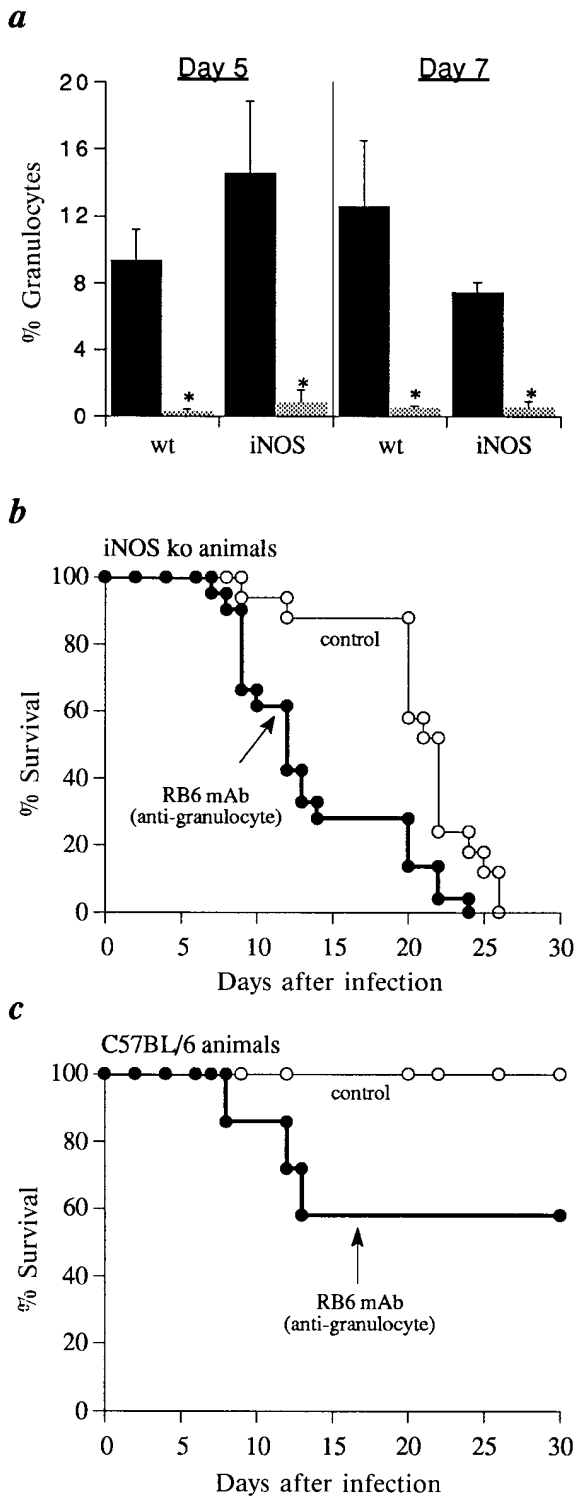 a
Day 5
Day 7
% Granulocytes
20
16
12
8
4
0
*
*
*
*
wt
iNOS
wt
iNOS
b
iNOS ko animals
% Survival
100
80
60
40
20
0
control
RB6 mAb
(anti-granulocyte)
0 5 10 15 20 25 30
Days after infection
c
C57BL/6 animals
% Survival
100
80
60
40
20
0
control
RB6 mAb
(anti-granulocyte)
0 5 10 15 20 25 30
Days after infection